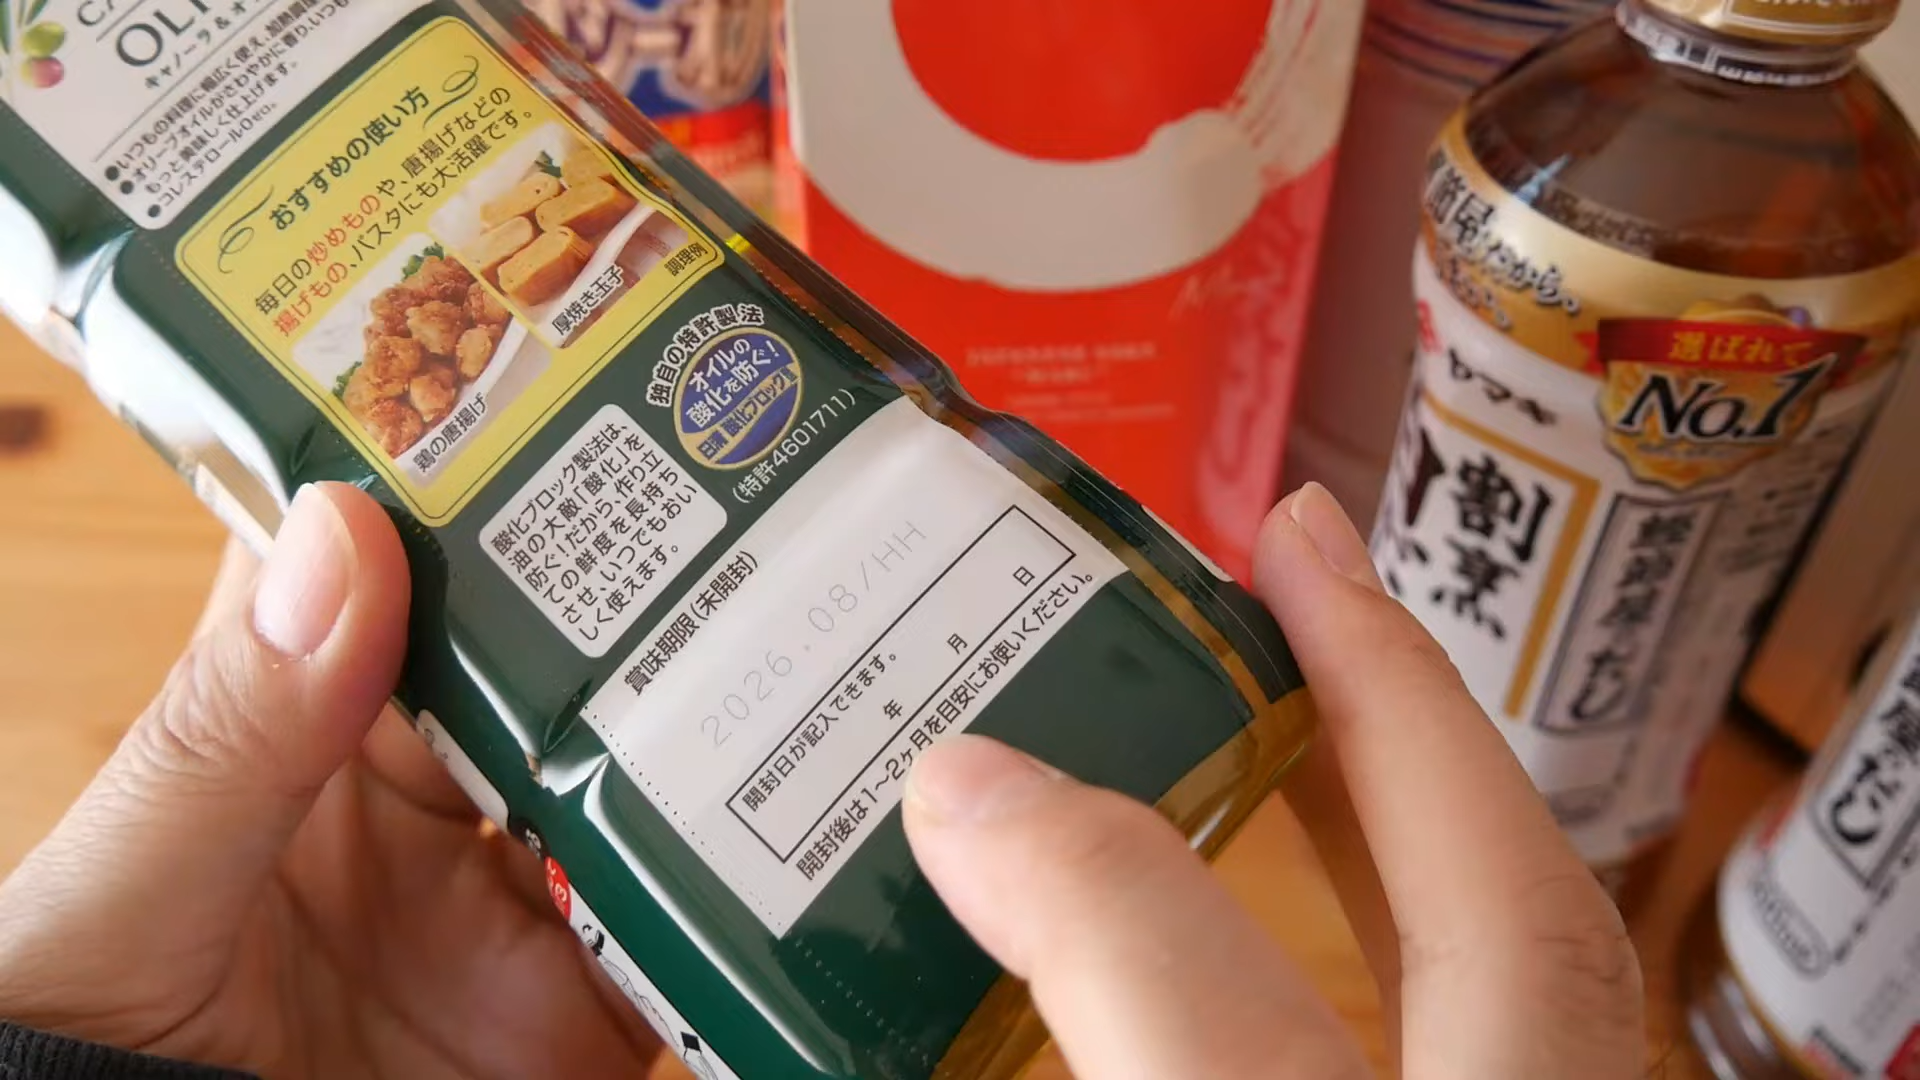 キャノーラ&オ
●いつもの料理に幅広く使え、加熱調理
●オリーブオイルがさわやかに香り、いつも
もっと美味しく仕上げます。
●コレステロール0ゼロ。
おすすめの使い方
毎日の炒めものや、唐揚げなどの
揚げもの、パスタにも大活躍です。
鶏の唐揚げ
厚焼き玉子
調理例
独自の特許製法
オイルの
酸化を防ぐ!
酸化ブロック製
(特許4601711)
酸化ブロック製法は、
油の大敵「酸化」を
防ぐ!だから、作り立
ての鮮度を長持ち
させ、いつでもおい
しく使えます。
賞味期限(未開封)
2026.08/HH
開封日が記入できます。
年 月 日
開封後は1〜2ヶ月を目安にお使いください。
節屋だから。
ヤマキ
選ばれて
No.1
割烹
鰹節屋のだし